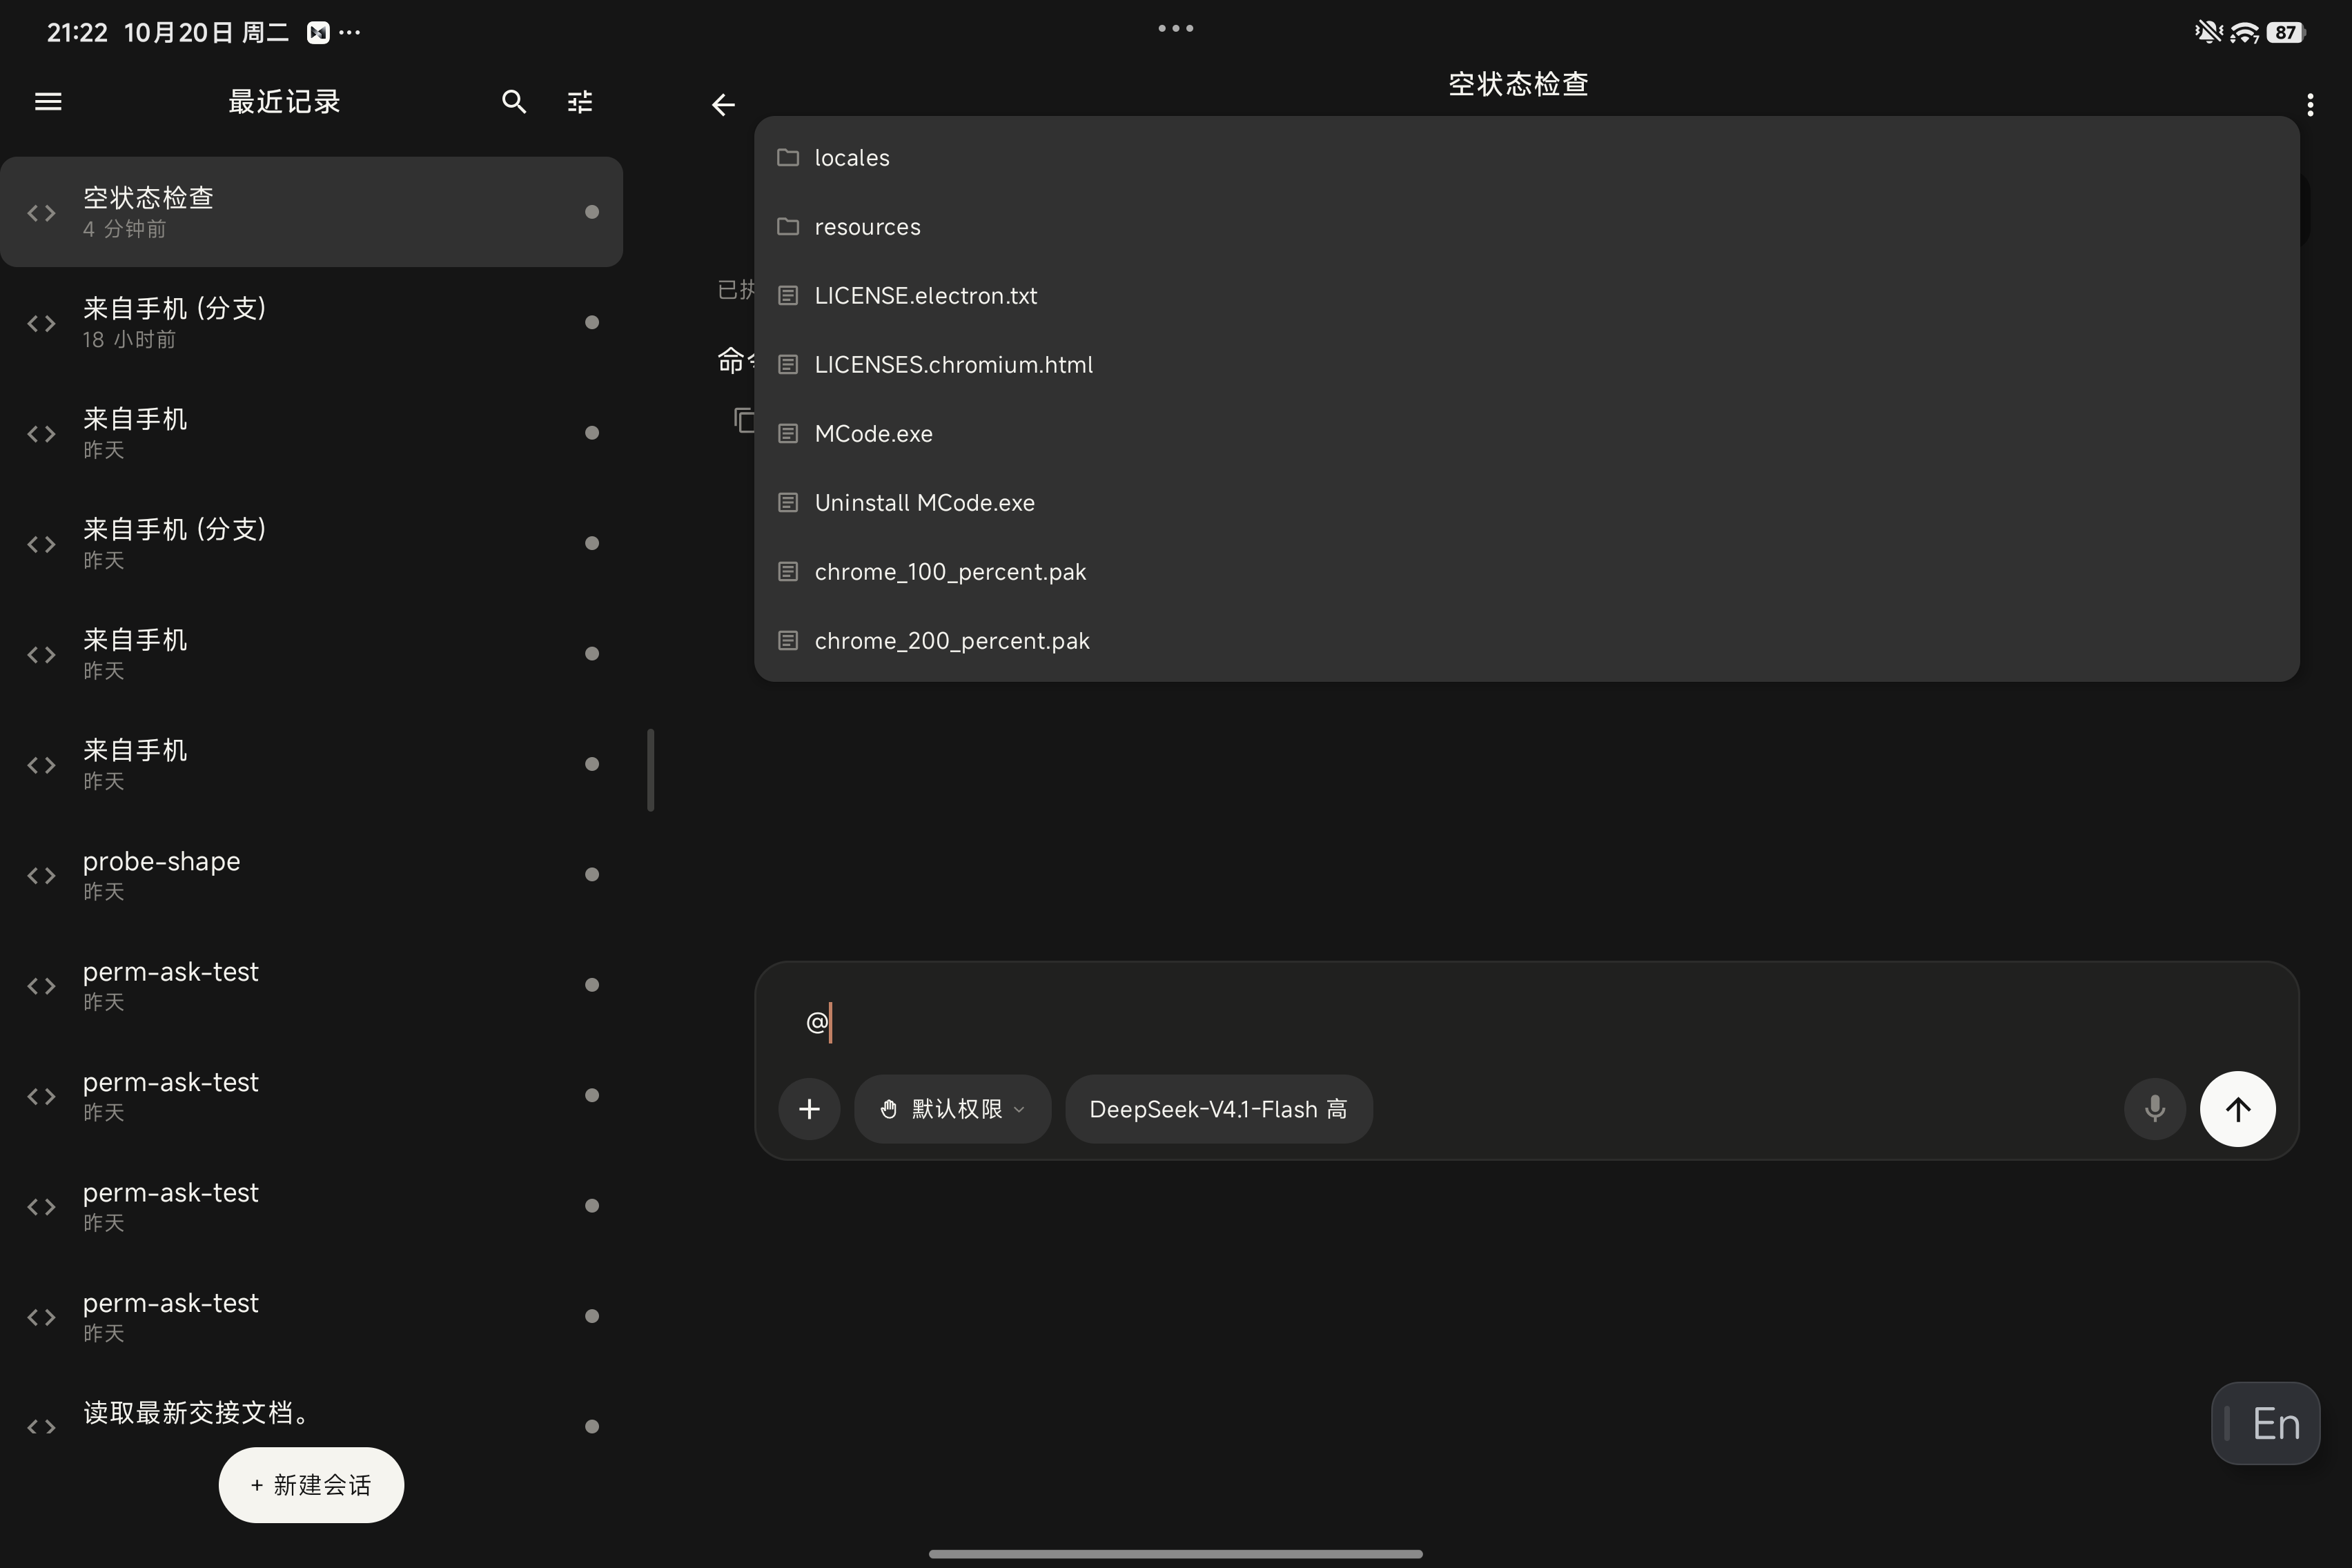 21:22 10月20日 周二
87
最近记录
空状态检查
4 分钟前
来自手机 (分支)
18 小时前
来自手机
昨天
来自手机 (分支)
昨天
来自手机
昨天
来自手机
昨天
probe-shape
昨天
perm-ask-test
昨天
perm-ask-test
昨天
perm-ask-test
昨天
perm-ask-test
昨天
读取最新交接文档。
+ 新建会话
空状态检查
已执
locales
resources
LICENSE.electron.txt
LICENSES.chromium.html
MCode.exe
Uninstall MCode.exe
chrome_100_percent.pak
chrome_200_percent.pak
@
默认权限
DeepSeek-V4.1-Flash 高
En